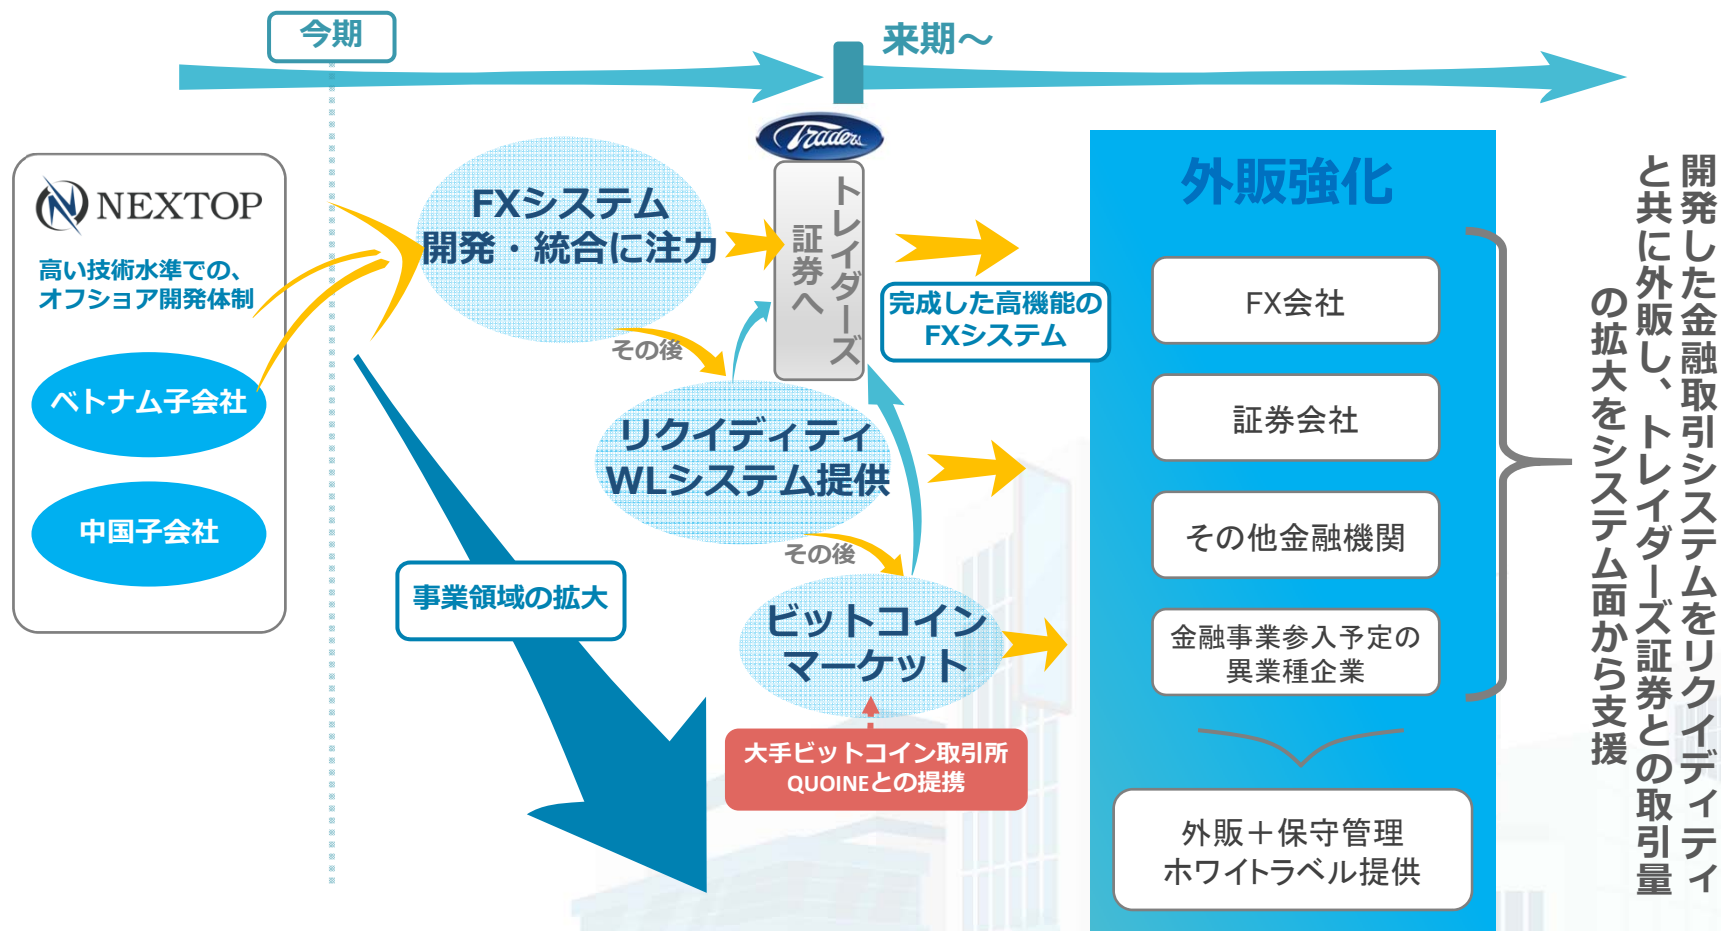 今期
来期～
NEXTOP
高い技術水準での、
オフショア開発体制
ベトナム子会社
中国子会社
FXシステム
開発・統合に注力
Traders
トレイダーズ
証券へ
完成した高機能の
FXシステム
その後
リクイディティ
WLシステム提供
その後
ビットコイン
マーケット
事業領域の拡大
大手ビットコイン取引所
QUOINEとの提携
外販強化
FX会社
証券会社
その他金融機関
金融事業参入予定の
異業種企業
外販＋保守管理
ホワイトラベル提供
開発した金融取引システムをリクイディティ
と共に外販し、トレイダーズ証券との取引量
の拡大をシステム面から支援